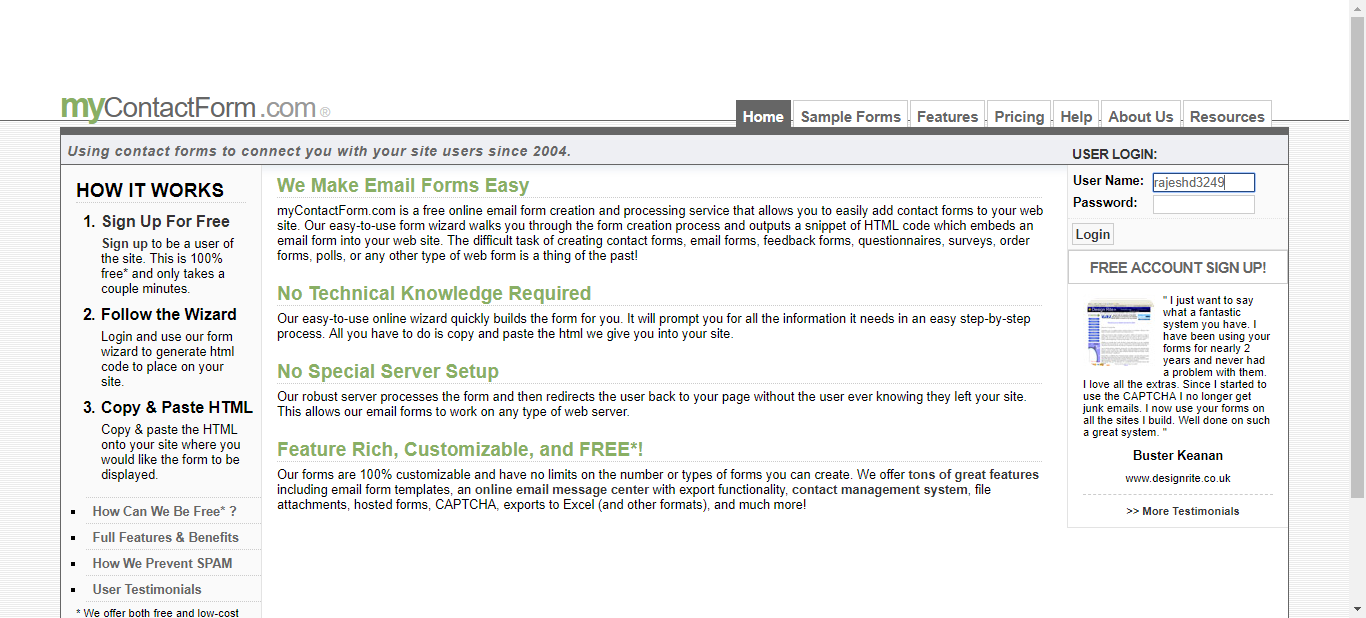 myContactForm.com ®
Home
Sample Forms
Features
Pricing
Help
About Us
Resources
Using contact forms to connect you with your site users since 2004.
HOW IT WORKS
1. Sign Up For Free
Sign up to be a user of
the site. This is 100%
free* and only takes a
couple minutes.
2. Follow the Wizard
Login and use our form
wizard to generate html
code to place on your
site.
3. Copy & Paste HTML
Copy & paste the HTML
onto your site where you
would like the form to be
displayed.
How Can We Be Free* ?
Full Features & Benefits
How We Prevent SPAM
User Testimonials
* We offer both free and low-cost
We Make Email Forms Easy
myContactForm.com is a free online email form creation and processing service that allows you to easily add contact forms to your web
site. Our easy-to-use form wizard walks you through the form creation process and outputs a snippet of HTML code which embeds an
email form into your web site. The difficult task of creating contact forms, email forms, feedback forms, questionnaires, surveys, order
forms, polls, or any other type of web form is a thing of the past!
No Technical Knowledge Required
Our easy-to-use online wizard quickly builds the form for you. It will prompt you for all the information it needs in an easy step-by-step
process. All you have to do is copy and paste the html we give you into your site.
No Special Server Setup
Our robust server processes the form and then redirects the user back to your page without the user ever knowing they left your site.
This allows our email forms to work on any type of web server.
Feature Rich, Customizable, and FREE*!
Our forms are 100% customizable and have no limits on the number or types of forms you can create. We offer tons of great features
including email form templates, an online email message center with export functionality, contact management system, file
attachments, hosted forms, CAPTCHA, exports to Excel (and other formats), and much more!
USER LOGIN:
User Name: rajeshd3249
Password:
Login
FREE ACCOUNT SIGN UP!
" I just want to say
what a fantastic
system you have. I
have been using your
forms for nearly 2
years and never had
a problem with them.
I love all the extras. Since I started to
use the CAPTCHA I no longer get
junk emails. I now use your forms on
all the sites I build. Well done on such
a great system. "
Buster Keanan
www.designrite.co.uk
>> More Testimonials